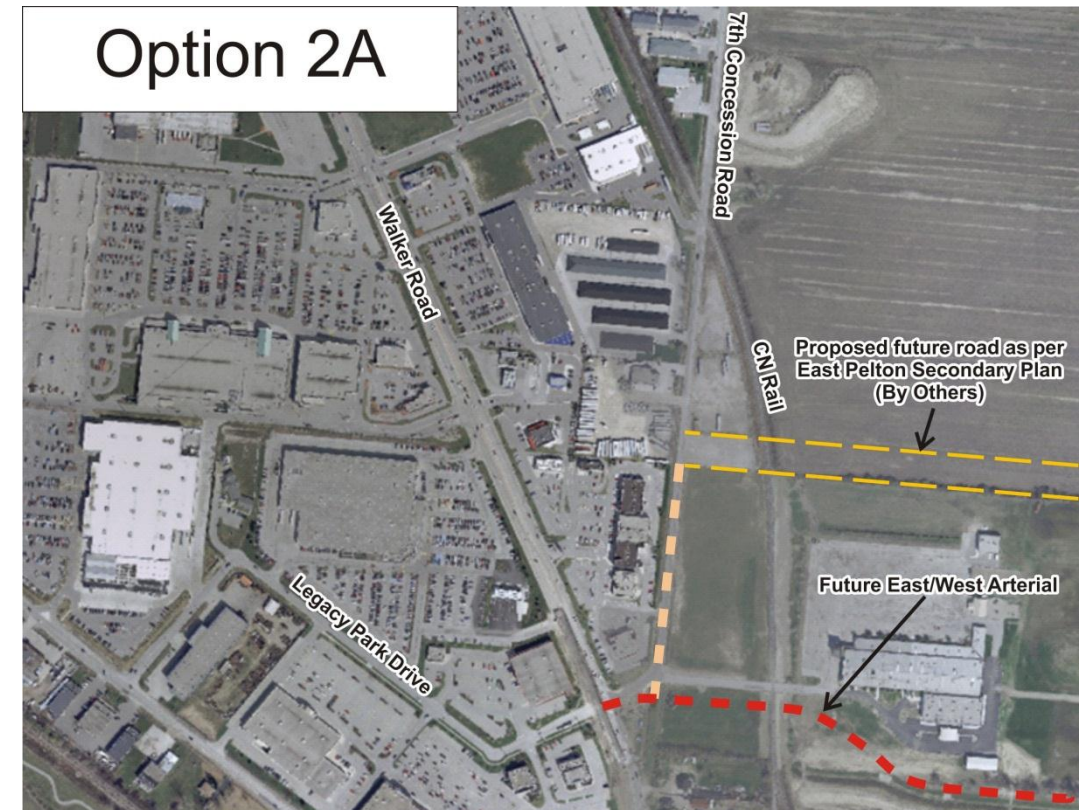 Option 2A
7th Concession Road
Walker Road
CN Rail
Proposed future road as per
East Pelton Secondary Plan
(By Others)
Future East/West Arterial
Legacy Park Drive